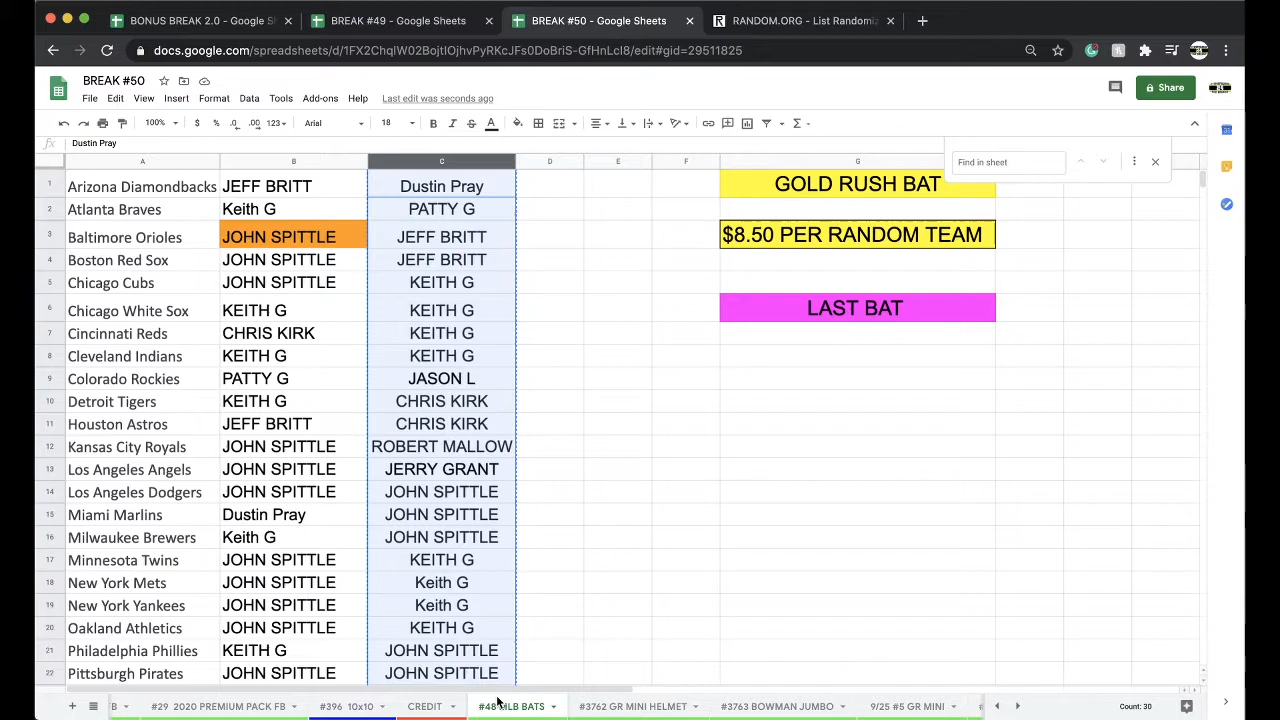 BONUS BREAK 2.0 - Google S
BREAK #49 - Google Sheets
BREAK #50 - Google Sheets
RANDOM.ORG - List Randomiz
docs.google.com/spreadsheets/d/1FX2ChqIW02BojtIOjhvPyRKcJFs0DoBriS-GfHnLcI8/edit#gid=29511825
BREAK #50
File Edit View Insert Format Data Tools Add-ons Help Last edit was seconds ago
Share
100% $ % .0 .00 123 Arial 18 B I S A
fx Dustin Pray
Find in sheet
A B C D E F G
1 Arizona Diamondbacks JEFF BRITT Dustin Pray GOLD RUSH BAT
2 Atlanta Braves Keith G PATTY G
3 Baltimore Orioles JOHN SPITTLE JEFF BRITT $8.50 PER RANDOM TEAM
4 Boston Red Sox JOHN SPITTLE JEFF BRITT
5 Chicago Cubs JOHN SPITTLE KEITH G
6 Chicago White Sox KEITH G KEITH G LAST BAT
7 Cincinnati Reds CHRIS KIRK KEITH G
8 Cleveland Indians KEITH G KEITH G
9 Colorado Rockies PATTY G JASON L
10 Detroit Tigers KEITH G CHRIS KIRK
11 Houston Astros JEFF BRITT CHRIS KIRK
12 Kansas City Royals JOHN SPITTLE ROBERT MALLOW
13 Los Angeles Angels JOHN SPITTLE JERRY GRANT
14 Los Angeles Dodgers JOHN SPITTLE JOHN SPITTLE
15 Miami Marlins Dustin Pray JOHN SPITTLE
16 Milwaukee Brewers Keith G JOHN SPITTLE
17 Minnesota Twins JOHN SPITTLE KEITH G
18 New York Mets JOHN SPITTLE Keith G
19 New York Yankees JOHN SPITTLE Keith G
20 Oakland Athletics JOHN SPITTLE KEITH G
21 Philadelphia Phillies KEITH G JOHN SPITTLE
22 Pittsburgh Pirates JOHN SPITTLE JOHN SPITTLE
B #29 2020 PREMIUM PACK FB #396 10x10 CREDIT #48 MLB BATS #3762 GR MINI HELMET #3763 BOWMAN JUMBO 9/25 #5 GR MINI Count: 30